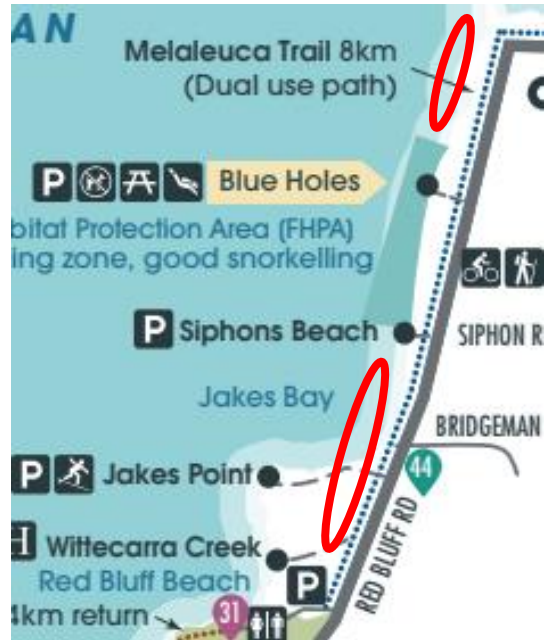 AN
Melaleuca Trail 8km
(Dual use path)
P Blue Holes
bitat Protection Area (FHPA)
ing zone, good snorkelling
P Siphons Beach
SIPHON R
Jakes Bay
BRIDGEMAN
P Jakes Point
44
Wittecarra Creek
RED BLUFF RD
Red Bluff Beach
P
4km return
31